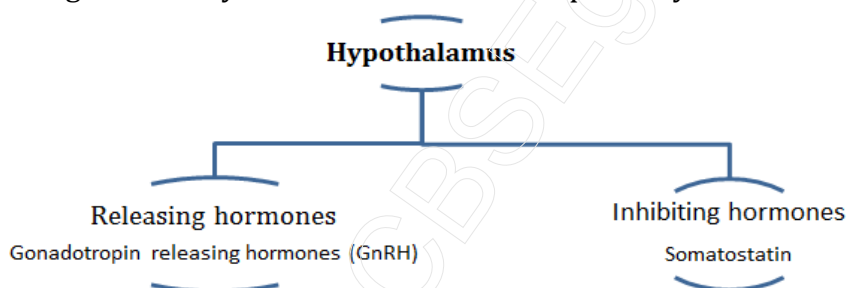 Hypothalamus
Releasing hormones
Gonadotropin releasing hormones (GnRH)
Inhibiting hormones
Somatostatin